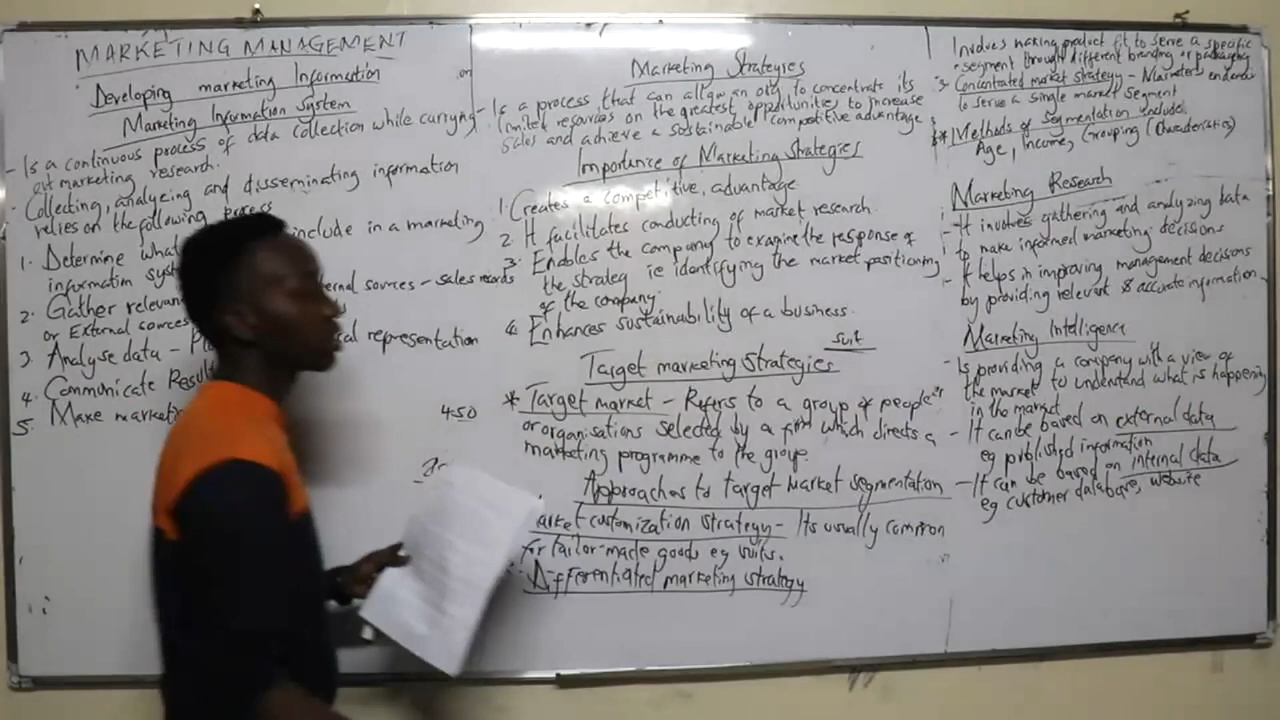 MARKETING MANAGEMENT
Developing marketing Information
Marketing Information System
- Is a continuous process of data collection while carrying
out marketing research.
- Collecting, analyzing and disseminating information
relies on the following process
1. Determine what include in a marketing
information syst
2. Gather relevan ernal sources - sales records
or External sources
3. Analyse data - P cal representation
4. Communicate Result
5. Make marketi
450
on
Marketing Strategies
- Is a process that can allow an org to concentrate its
limited resources on the greatest opportunities to increase
sales and achieve a sustainable competitive advantage
Importance of Marketing Strategies
1. Creates a competitive, advantage
2. It facilitates conducting of market research.
3. Enables the company to examine the response of
the strateg ie identifying the market positioning
of the company.
4. Enhances sustainability of a business.
suit
Target marketing strategies
* Target market - Refers to a group of people
or organisations selected by a firm which directs a
marketing programme to the group.
Approaches to target market segmentation
arket customization strategy - Its usually common
for tailor-made goods eg suits.
Differentiated marketing strategy
Involves making product fit to serve a specific
segment through different branding or packaging
3. Concentrated market strategy - Marketers endeavor
to serve a single market segment
** Methods of segmentation include;
Age, Income, Grouping (Characteristics)
Marketing Research
- It involves gathering and analyzing data
to make informed marketing decisions
- It helps in improving management decisions
by providing relevant & accurate information
Marketing Intelligence
- Is providing a company with a view of
the market to understand what is happening
in the market
- It can be based on external data
eg published information
- It can be based on internal data
eg customer database, website